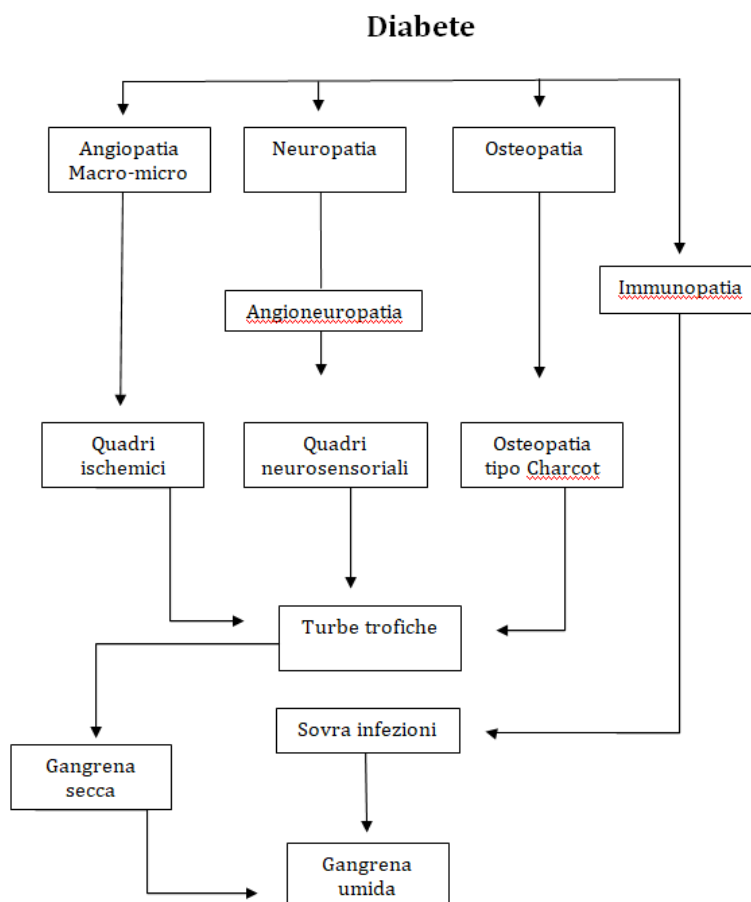 Diabete
Angiopatia
Macro-micro
Neuropatia
Osteopatia
Immunopatia
Angioneuropatia
Quadri
ischemici
Quadri
neurosensoriali
Osteopatia
tipo Charcot
Turbe trofiche
Sovra infezioni
Gangrena
secca
Gangrena
umida